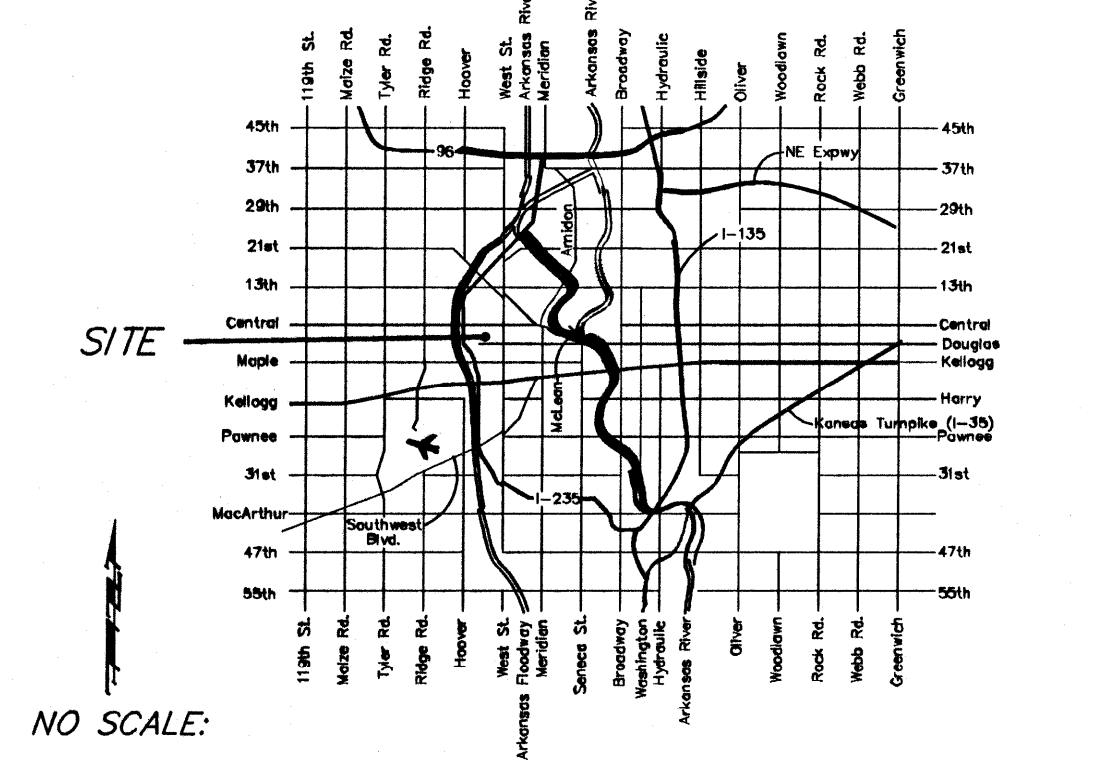 119th St.
Maize Rd.
Tyler Rd.
Ridge Rd.
Hoover
West St.
Arkansas Rive
Meridian
Arkansas Riv
Broadway
Hydraulic
Hillside
Oliver
Woodlawn
Rock Rd.
Webb Rd.
Greenwich
45th
45th
96
NE Expwy
37th
37th
29th
29th
Amidon
I-135
21st
21st
13th
13th
Central
Central
SITE
Douglas
Maple
Kellogg
McLean
Kellogg
Harry
Kansas Turnpike (I-35)
Pawnee
Pawnee
31st
31st
I-235
MacArthur
Southwest
Blvd.
47th
47th
55th
55th
119th St.
Maize Rd.
Tyler Rd.
Ridge Rd.
Hoover
West St.
Arkansas Floodway
Meridian
Seneca St.
Broadway
Washington
Hydraulic
Arkansas River
Oliver
Woodlawn
Rock Rd.
Webb Rd.
Greenwich
NO SCALE: